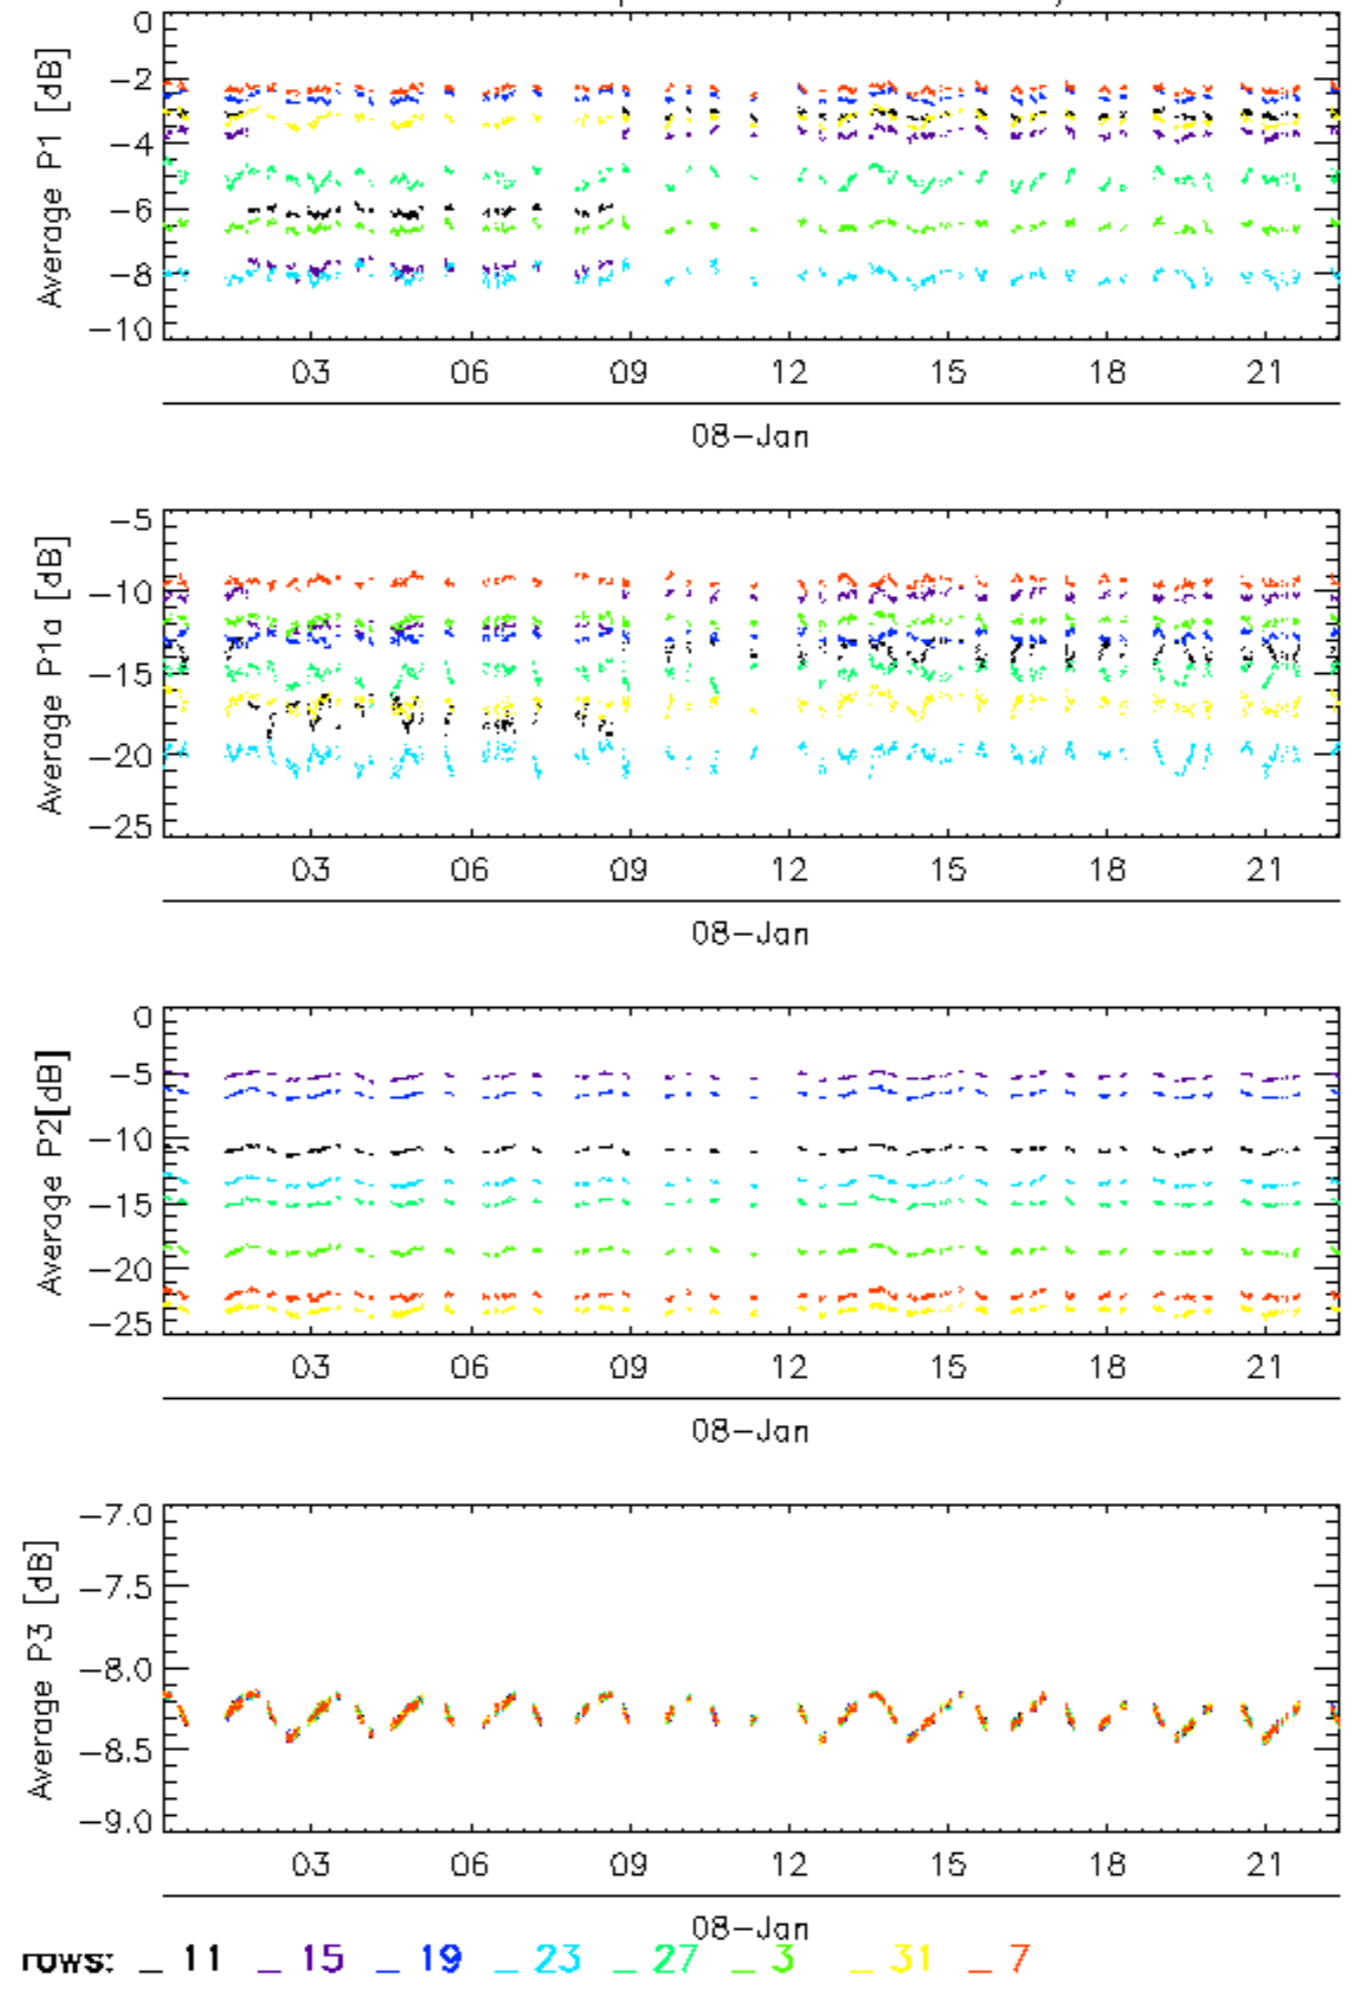 0
−2
−4
−6
−8
−10
Average P1 [dB]
03 06 09 12 15 18 21
08−Jan
−5
−10
−15
−20
−25
Average P1a [dB]
03 06 09 12 15 18 21
08−Jan
0
−5
−10
−15
−20
−25
Average P2[dB]
03 06 09 12 15 18 21
08−Jan
−7.0
−7.5
−8.0
−8.5
−9.0
Average P3 [dB]
03 06 09 12 15 18 21
08−Jan
rows: _ 11 _ 15 _ 19 _ 23 _ 27 _ 3 _ 31 _ 7